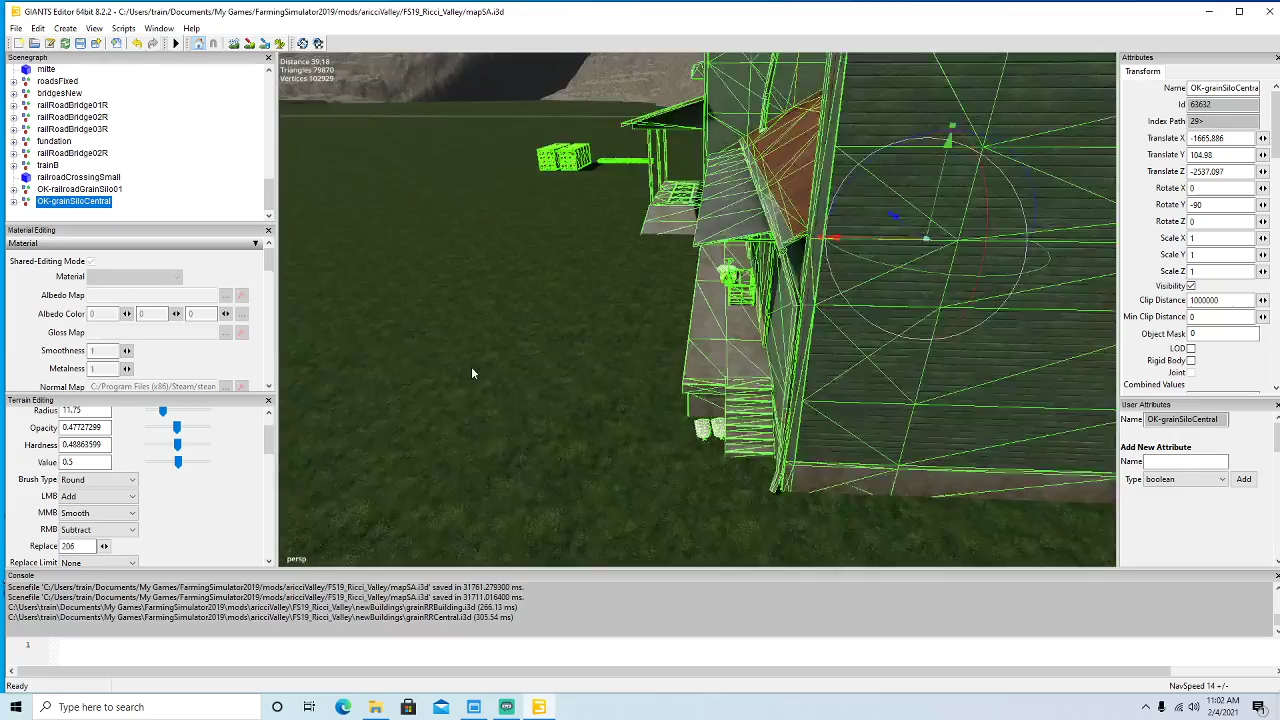 GIANTS Editor 64bit 8.2.2 - C:/Users/train/Documents/My Games/FarmingSimulator2019/mods/aricciValley/FS19_Ricci_Valley/mapSA.i3d
File Edit Create View Scripts Window Help
Scenegraph
mitte
roadsFixed
bridgesNew
railRoadBridge01R
railRoadBridge02R
railRoadBridge03R
fundation
railRoadBridge02R
trainB
railroadCrossingSmall
OK-railroadGrainSilo01
OK-grainSiloCentral
Material Editing
Material
Shared-Editing Mode
Material
Albedo Map
Albedo Color 0 0 0
Gloss Map
Smoothness 1
Metalness 1
Normal Map C:/Program Files (x86)/Steam/stean
Terrain Editing
Radius 11.75
Opacity 0.47727299
Hardness 0.48863599
Value 0.5
Brush Type Round
LMB Add
MMB Smooth
RMB Subtract
Replace 206
Replace Limit None
Distance 39.18
Triangles 79870
Vertices 102929
persp
Attributes
Transform
Name OK-grainSiloCentra
Id 63632
Index Path 29>
Translate X -1665.886
Translate Y 104.98
Translate Z -2537.097
Rotate X 0
Rotate Y -90
Rotate Z 0
Scale X 1
Scale Y 1
Scale Z 1
Visibility
Clip Distance 1000000
Min Clip Distance 0
Object Mask 0
LOD
Rigid Body
Joint
Combined Values
User Attributes
Name OK-grainSiloCentral
Add New Attribute
Name
Type boolean Add
Console
Scenefile 'C:/Users/train/Documents/My Games/FarmingSimulator2019/mods/aricciValley/FS19_Ricci_Valley/mapSA.i3d' saved in 31761.279300 ms.
Scenefile 'C:/Users/train/Documents/My Games/FarmingSimulator2019/mods/aricciValley/FS19_Ricci_Valley/mapSA.i3d' saved in 31711.016400 ms.
C:\Users\train\Documents\My Games\FarmingSimulator2019\mods\aricciValley\FS19_Ricci_Valley\newBuildings\grainRRBuilding.i3d (266.13 ms)
C:\Users\train\Documents\My Games\FarmingSimulator2019\mods\aricciValley\FS19_Ricci_Valley\newBuildings\grainRRCentral.i3d (305.54 ms)
1
Ready
NavSpeed 14 +/-
Type here to search
11:02 AM
2/4/2021